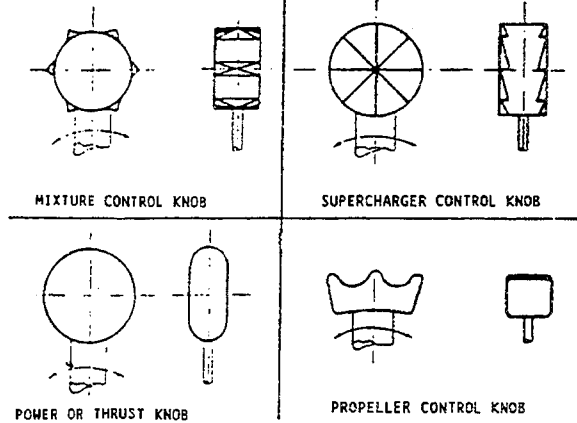 MIXTURE CONTROL KNOB
SUPERCHARGER CONTROL KNOB
POWER OR THRUST KNOB
PROPELLER CONTROL KNOB